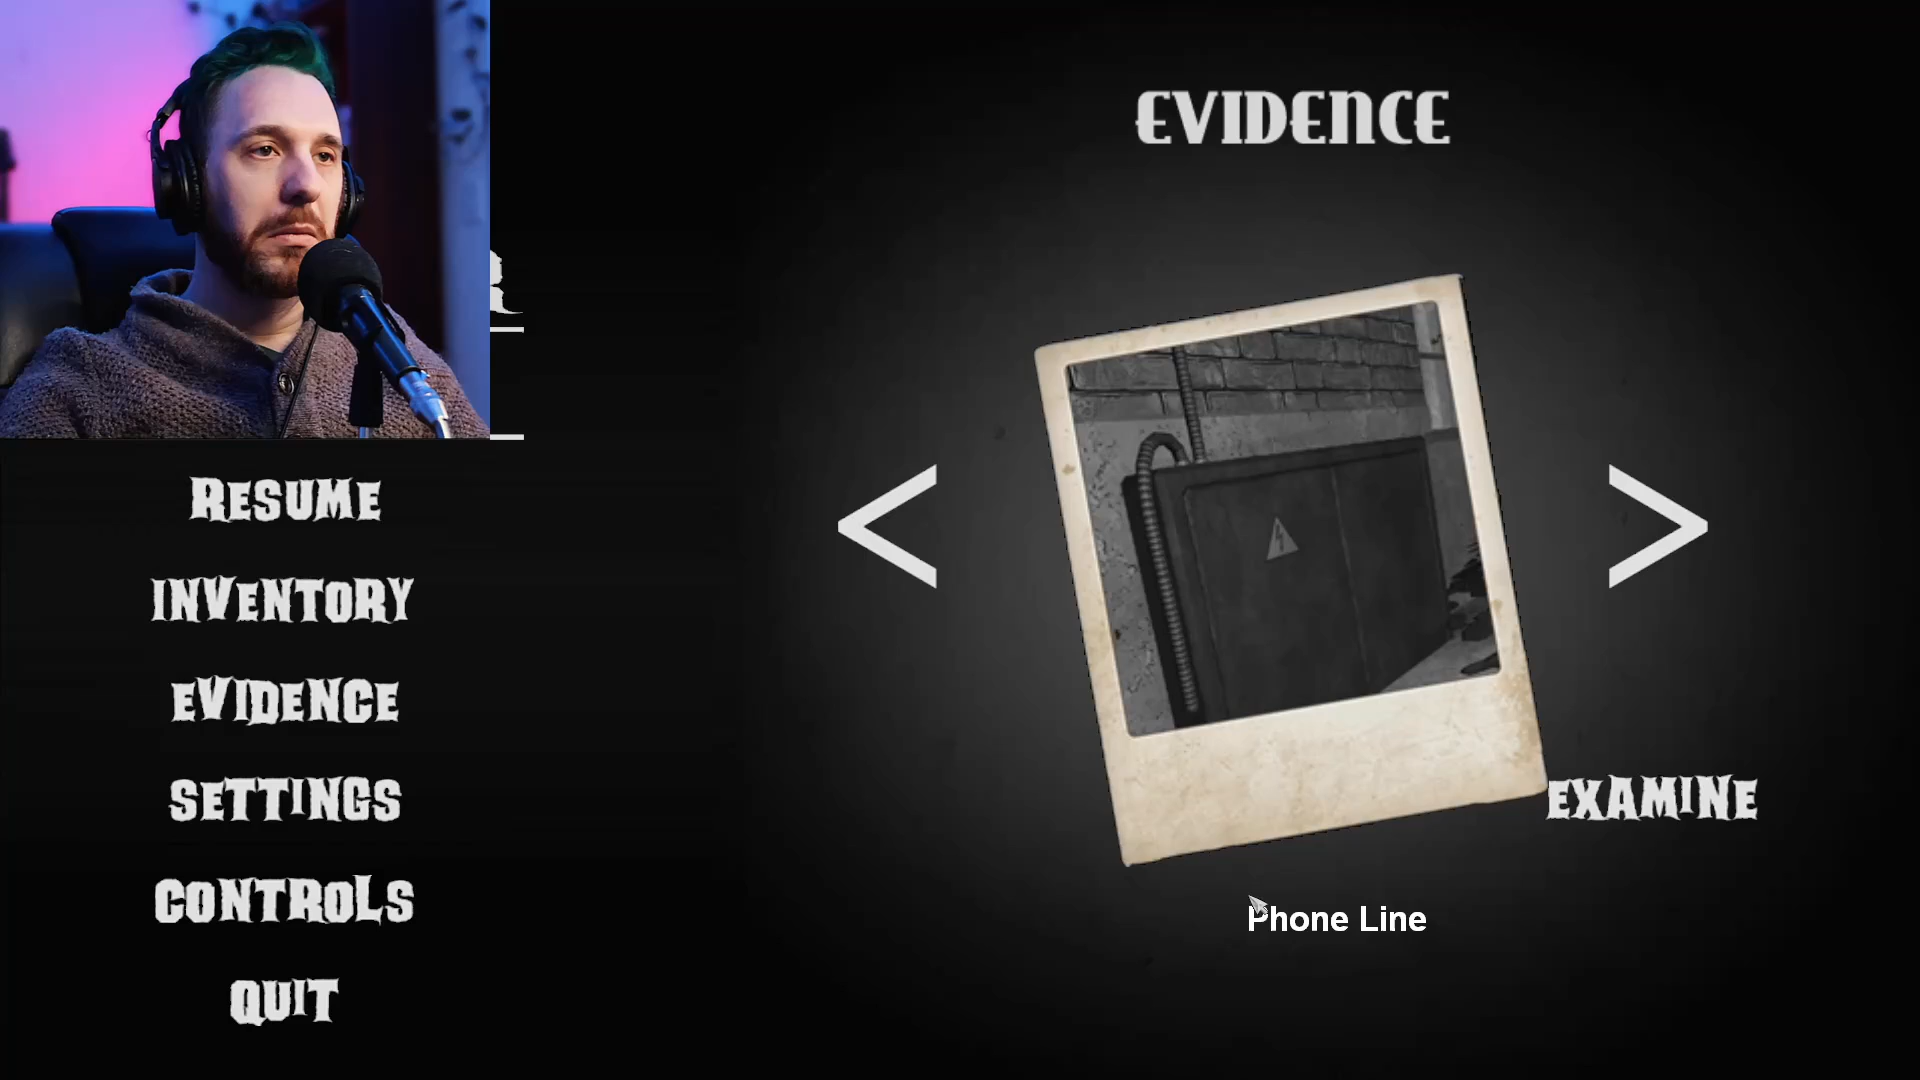 EVIDENCE
RESUME
INVENTORY
EVIDENCE
SETTINGS
CONTROLS
QUIT
EXAMINE
Phone Line